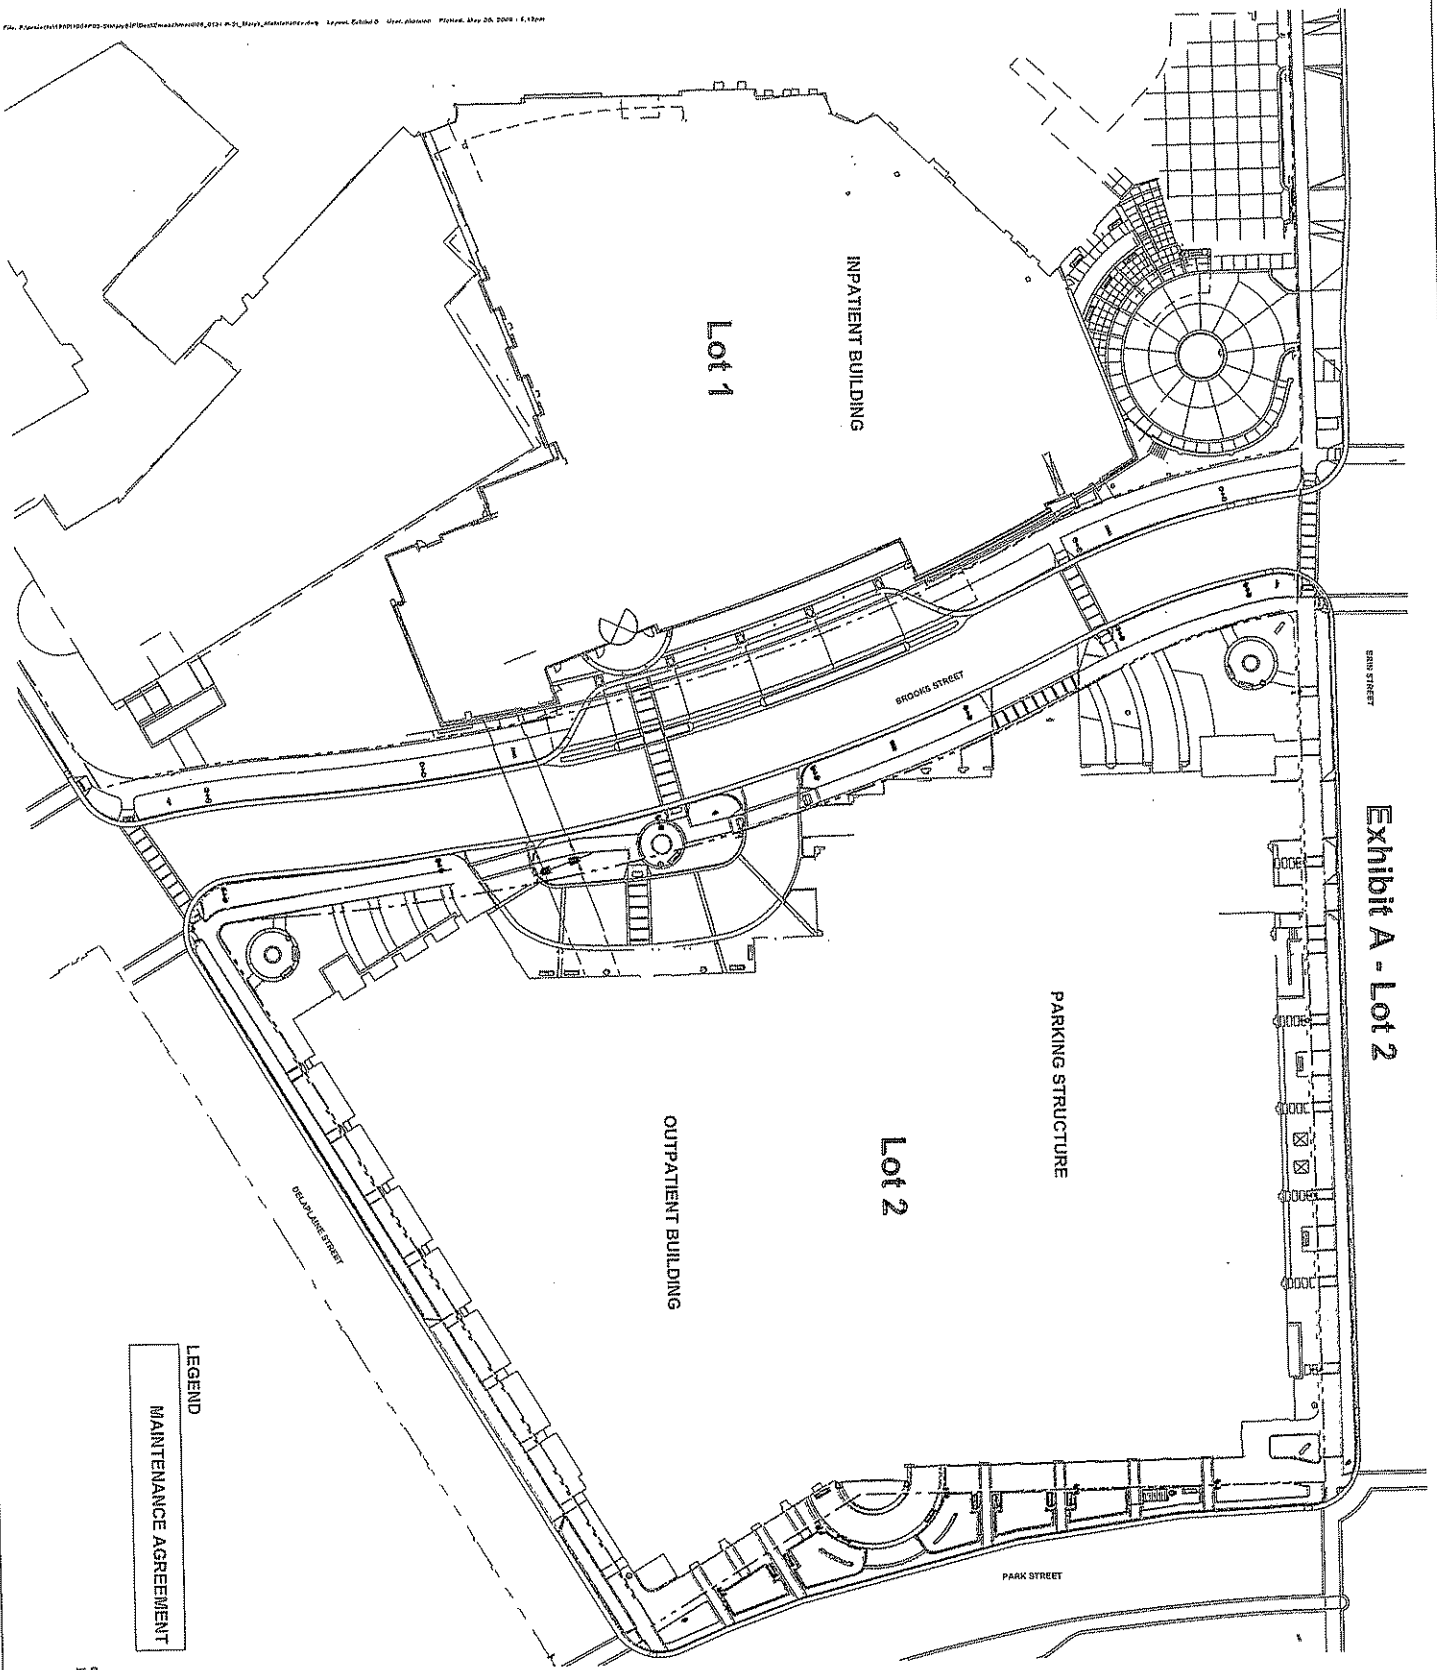 Exhibit A - Lot 2
ERIN STREET
INPATIENT BUILDING
Lot 1
BROOKS STREET
PARKING STRUCTURE
Lot 2
OUTPATIENT BUILDING
DELAPLAINE STREET
PARK STREET
LEGEND
MAINTENANCE AGREEMENT